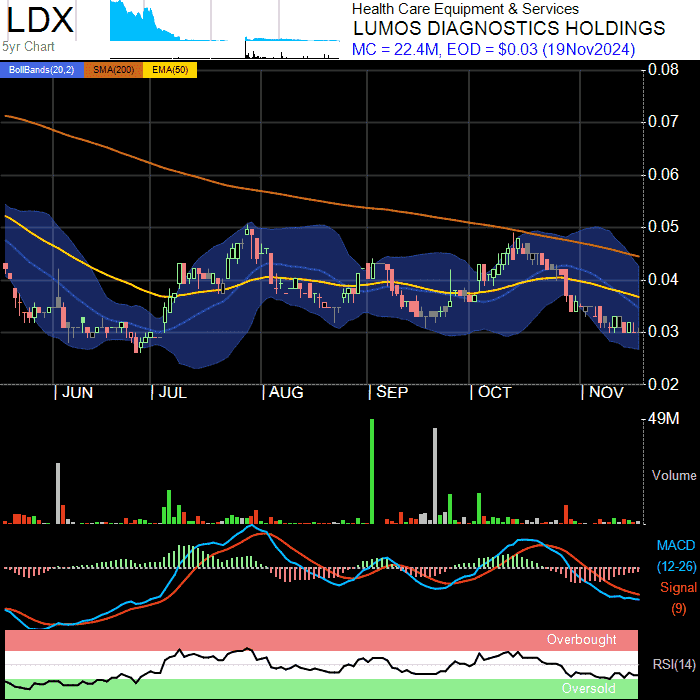 LDX
5yr Chart
Health Care Equipment & Services
LUMOS DIAGNOSTICS HOLDINGS
MC = 22.4M, EOD = $0.03 (19Nov2024)
BollBands(20,2) SMA(200) EMA(50)
0.08
0.07
0.06
0.05
0.04
0.03
0.02
| JUN | JUL | AUG | SEP | OCT | NOV
49M
Volume
MACD
(12-26)
Signal
(9)
Overbought
RSI(14)
Oversold